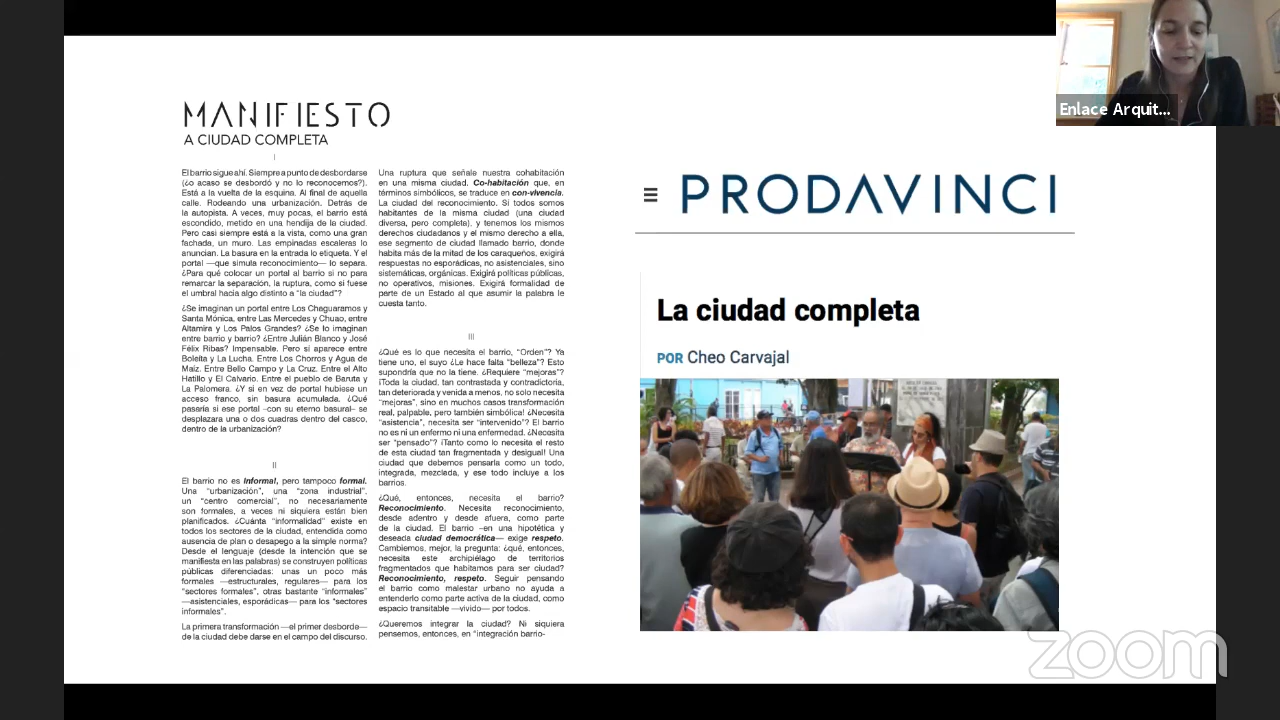 MANIFIESTO
A CIUDAD COMPLETA
I
El barrio sigue ahí. Siempre a punto de desbordarse
(¿o acaso se desbordó y no lo reconocemos?).
Está a la vuelta de la esquina. Al final de aquella
calle. Rodeando una urbanización. Detrás de
la autopista. A veces, muy pocas, el barrio está
escondido, metido en una hendija de la ciudad.
Pero casi siempre está a la vista, como una gran
fachada, un muro. Las empinadas escaleras lo
anuncian. La basura en la entrada lo etiqueta. Y el
portal —que simula reconocimiento— lo separa.
¿Para qué colocar un portal al barrio si no para
remarcar la separación, la ruptura, como si fuese
el umbral hacia algo distinto a “la ciudad”?
¿Se imaginan un portal entre Los Chaguaramos y
Santa Mónica, entre Las Mercedes y Chuao, entre
Altamira y Los Palos Grandes? ¿Se lo imaginan
entre barrio y barrio? ¿Entre Julián Blanco y José
Félix Ribas? Impensable. Pero sí aparece entre
Boleíta y La Lucha. Entre Los Chorros y Agua de
Maíz. Entre Bello Campo y La Cruz. Entre el Alto
Hatillo y El Calvario. Entre el pueblo de Baruta y
La Palomera. ¿Y si en vez de portal hubiese un
acceso franco, sin basura acumulada. ¿Qué
pasaría si ese portal –con su eterno basural– se
desplazara una o dos cuadras dentro del casco,
dentro de la urbanización?
II
El barrio no es Informal, pero tampoco formal.
Una “urbanización”, una “zona industrial”,
un “centro comercial”, no necesariamente
son formales, a veces ni siquiera están bien
planificados. ¿Cuánta “informalidad” existe en
todos los sectores de la ciudad, entendida como
ausencia de plan o desapego a la simple norma?
Desde el lenguaje (desde la intención que se
manifiesta en las palabras) se construyen políticas
públicas diferenciadas: unas un poco más
formales —estructurales, regulares— para los
“sectores formales”, otras bastante “informales”
—asistenciales, esporádicas— para los “sectores
informales”.
La primera transformación —el primer desborde—
de la ciudad debe darse en el campo del discurso.
Una ruptura que señale nuestra cohabitación
en una misma ciudad. Co-habitación que, en
términos simbólicos, se traduce en con-vivencia.
La ciudad del reconocimiento. Si todos somos
habitantes de la misma ciudad (una ciudad
diversa, pero completa), y tenemos los mismos
derechos ciudadanos y el mismo derecho a ella,
ese segmento de ciudad llamado barrio, donde
habita más de la mitad de los caraqueños, exigirá
respuestas no esporádicas, no asistenciales, sino
sistemáticas, orgánicas. Exigirá políticas públicas,
no operativos, misiones. Exigirá formalidad de
parte de un Estado al que asumir la palabra le
cuesta tanto.
III
¿Qué es lo que necesita el barrio, “Orden”? Ya
tiene uno, el suyo ¿Le hace falta “belleza”? Esto
supondría que no la tiene. ¿Requiere “mejoras”?
¡Toda la ciudad, tan contrastada y contradictoria,
tan deteriorada y venida a menos, no solo necesita
“mejoras”, sino en muchos casos transformación
real, palpable, pero también simbólica! ¿Necesita
“asistencia”, necesita ser “intervenido”? El barrio
no es ni un enfermo ni una enfermedad. ¿Necesita
ser “pensado”? ¡Tanto como lo necesita el resto
de esta ciudad tan fragmentada y desigual! Una
ciudad que debemos pensarla como un todo,
integrada, mezclada, y ese todo incluye a los
barrios.
¿Qué, entonces, necesita el barrio?
Reconocimiento. Necesita reconocimiento,
desde adentro y desde afuera, como parte
de la ciudad. El barrio –en una hipotética y
deseada ciudad democrática— exige respeto.
Cambiemos, mejor, la pregunta: ¿qué, entonces,
necesita este archipiélago de territorios
fragmentados que habitamos para ser ciudad?
Reconocimiento, respeto. Seguir pensando
el barrio como malestar urbano no ayuda a
entenderlo como parte activa de la ciudad, como
espacio transitable —vivido— por todos.
¿Queremos integrar la ciudad? Ni siquiera
pensemos, entonces, en “integración barrio-
PRODAVINCI
La ciudad completa
POR Cheo Carvajal
Enlace Arquit...
zoom